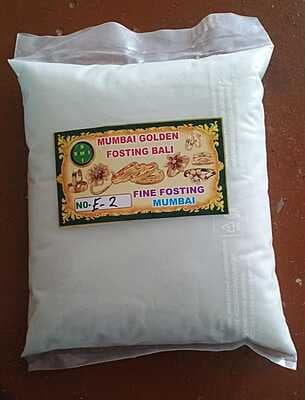 MUMBAI GOLDEN
FOSTING BALI
FINE FOSTING
NO- E-2
MUMBAI